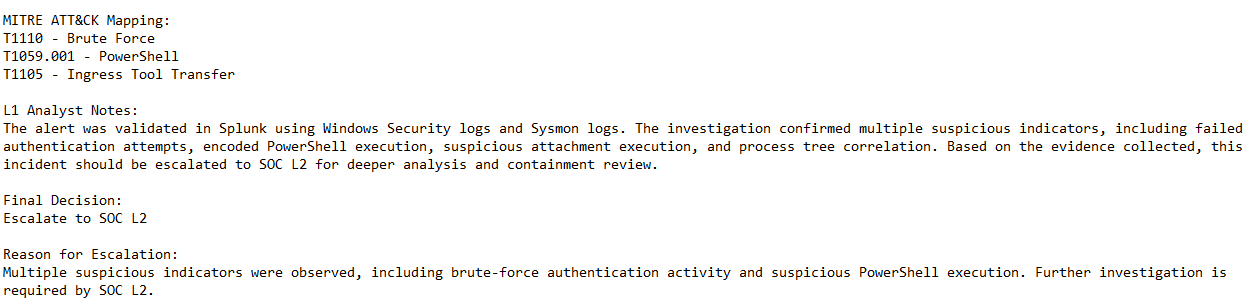 MITRE ATT&CK Mapping:
T1110 - Brute Force
T1059.001 - PowerShell
T1105 - Ingress Tool Transfer
L1 Analyst Notes:
The alert was validated in Splunk using Windows Security logs and Sysmon logs. The investigation confirmed multiple suspicious indicators, including failed
authentication attempts, encoded PowerShell execution, suspicious attachment execution, and process tree correlation. Based on the evidence collected, this
incident should be escalated to SOC L2 for deeper analysis and containment review.
Final Decision:
Escalate to SOC L2
Reason for Escalation:
Multiple suspicious indicators were observed, including brute-force authentication activity and suspicious PowerShell execution. Further investigation is
required by SOC L2.